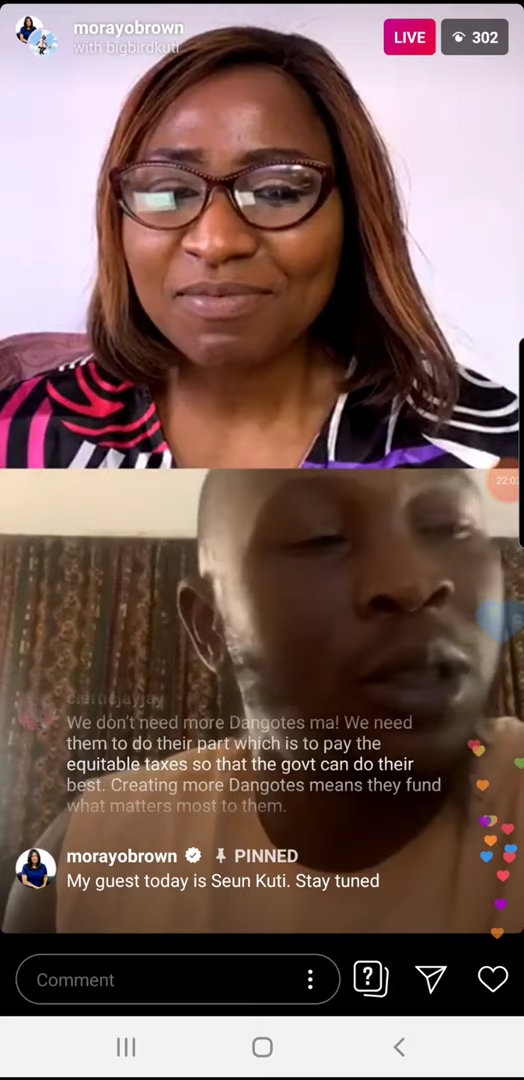 morayobrown
with bigbirdkuti
LIVE
302
We don't need more Dangotes ma! We need
them to do their part which is to pay the
equitable taxes so that the govt can do their
best. Creating more Dangotes means they fund
what matters most to them.
morayobrown PINNED
My guest today is Seun Kuti. Stay tuned
Comment